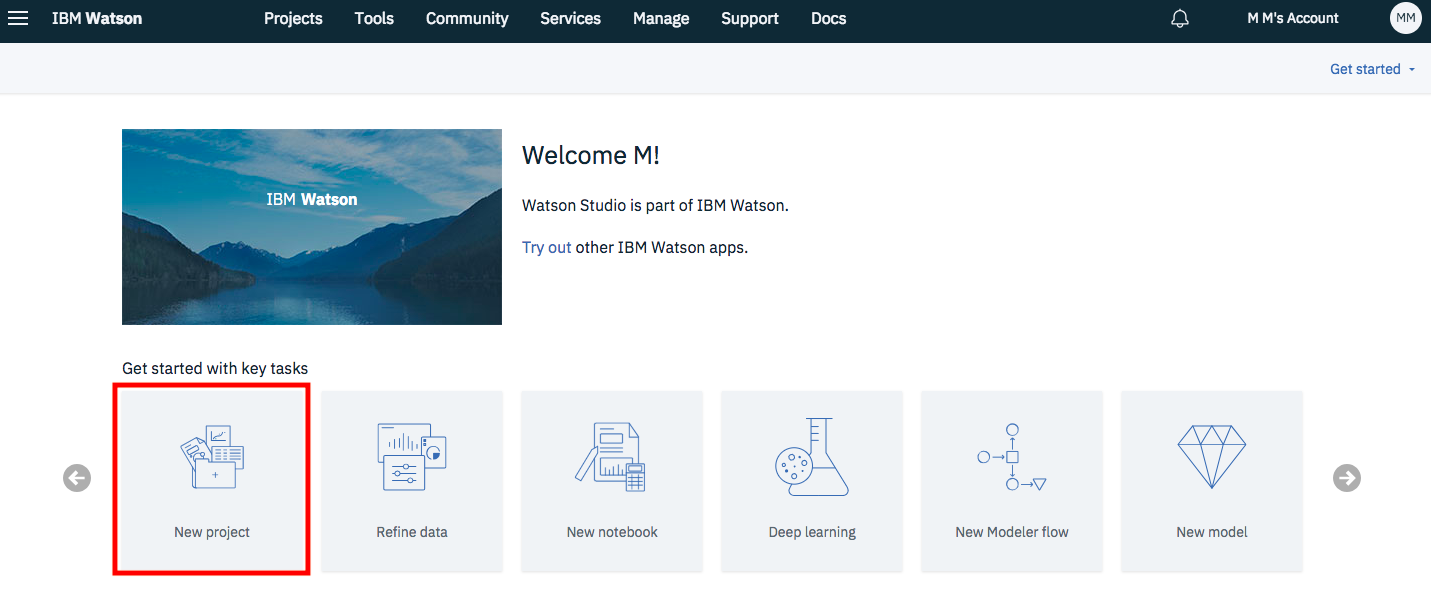 IBM Watson Projects Tools Community Services Manage Support Docs M M's Account MM
Get started
IBM Watson
Welcome M!
Watson Studio is part of IBM Watson.
Try out other IBM Watson apps.
Get started with key tasks
New project Refine data New notebook Deep learning New Modeler flow New model